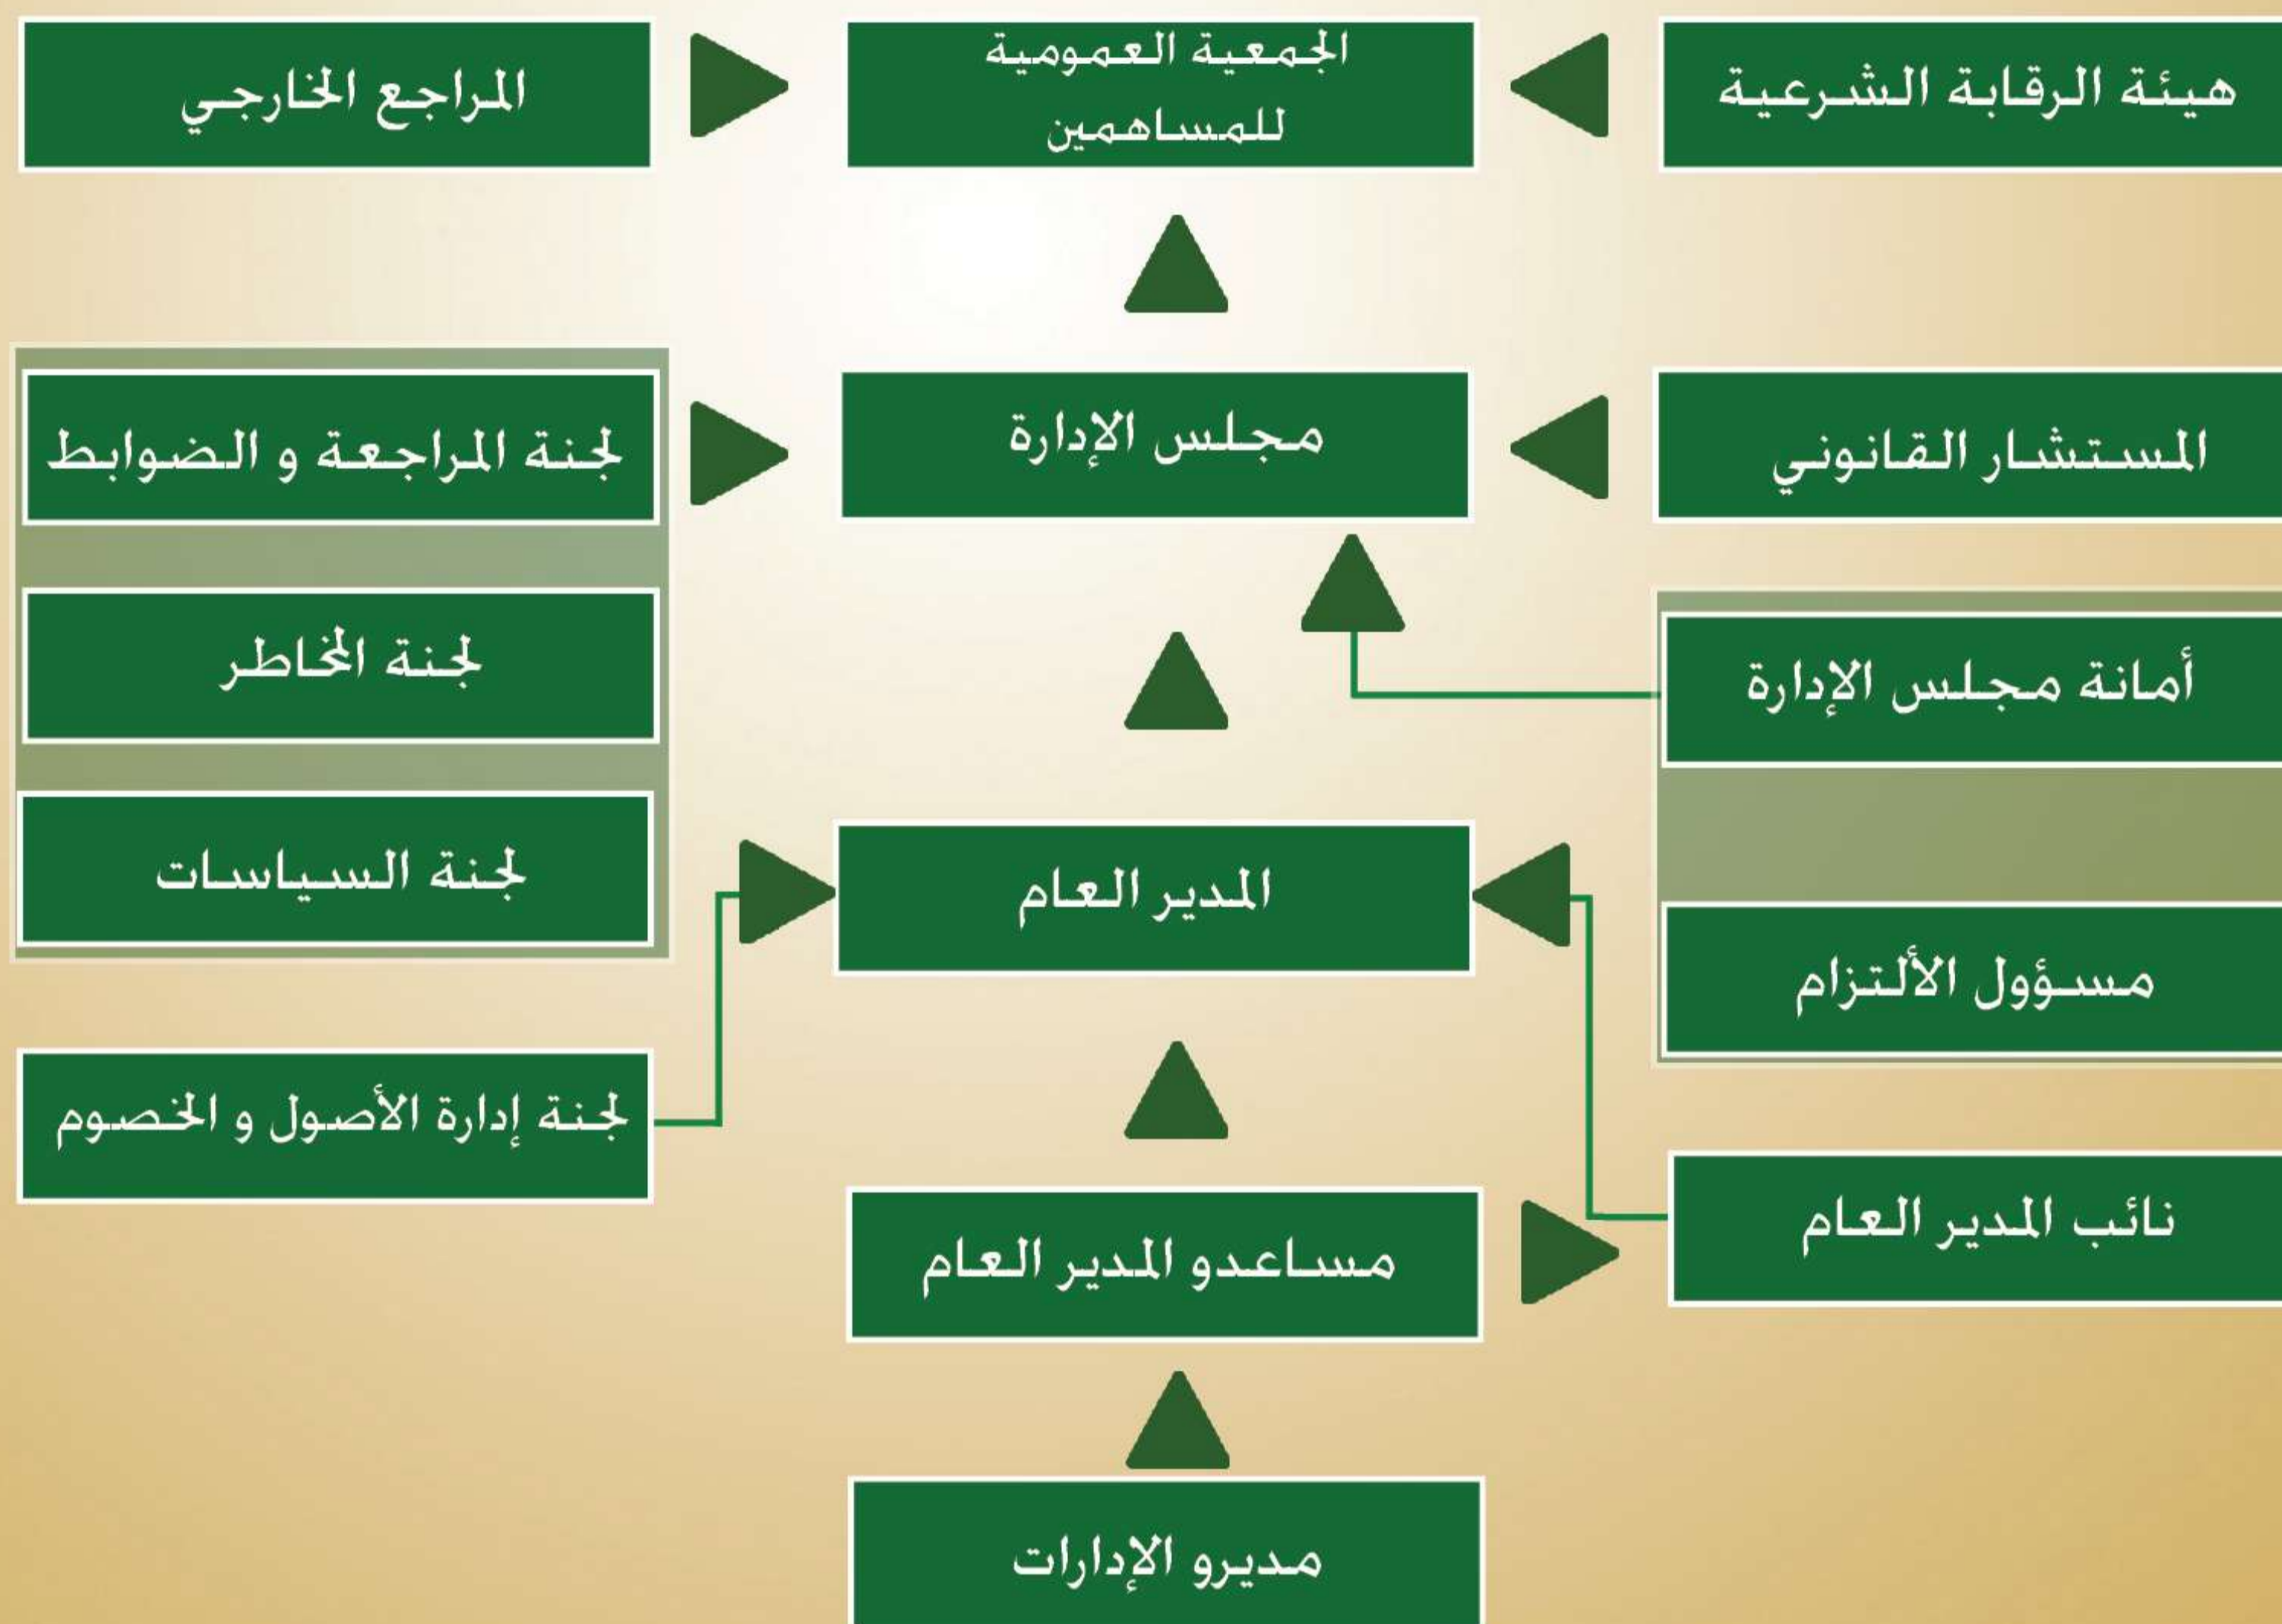 هيئة الرقابة الشرعية
الجمعية العمومية
للمساهمين
المراجع الخارجي
المستشار القانوني
مجلس الإدارة
لجنة المراجعة و الضوابط
أمانة مجلس الإدارة
لجنة المخاطر
مسؤول الألتزام
المدير العام
لجنة السياسات
نائب المدير العام
مساعدو المدير العام
لجنة إدارة الأصول و الخصوم
مديرو الإدارات